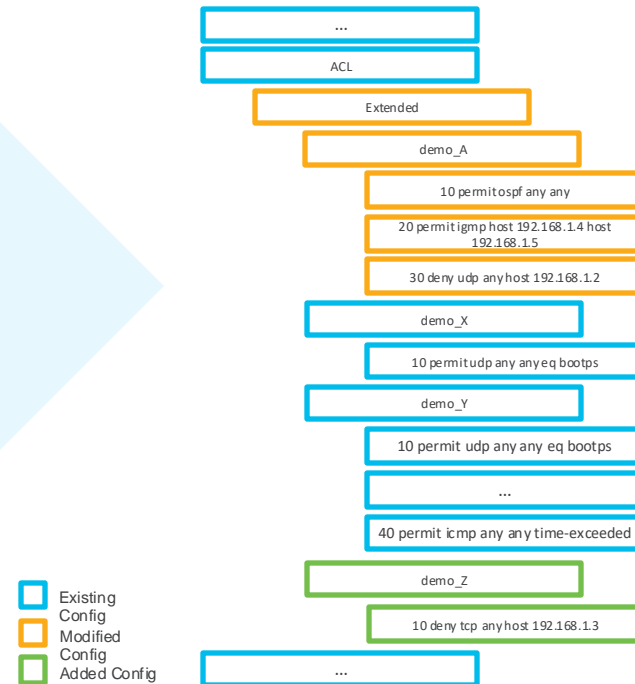 ...
ACL
Extended
demo_A
10 permit ospf any any
20 permit igmp host 192.168.1.4 host
192.168.1.5
30 deny udp any host 192.168.1.2
demo_X
10 permit udp any any eq bootps
demo_Y
10 permit udp any any eq bootps
...
40 permit icmp any any time-exceeded
demo_Z
10 deny tcp any host 192.168.1.3
...
Existing
Config
Modified
Config
Added Config